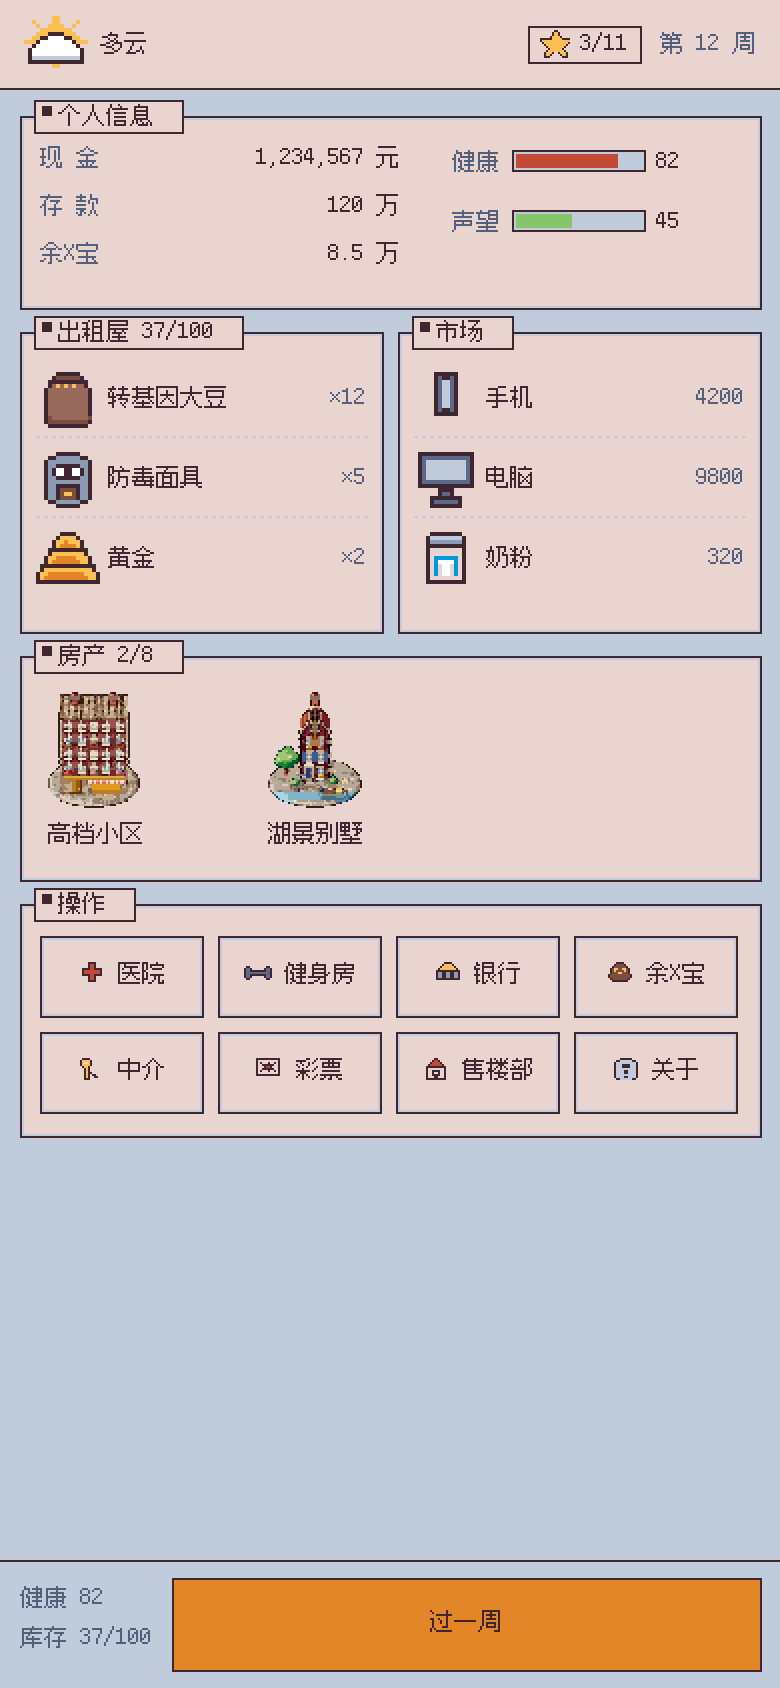 多云
3/11 第 12 周
个人信息
现 金 1,234,567 元
健康 82
存 款 120 万
声望 45
余X宝 8.5 万
出租屋 37/100
市场
转基因大豆 ×12
手机 4200
防毒面具 ×5
电脑 9800
黄金 ×2
奶粉 320
房产 2/8
高档小区 湖景别墅
操作
医院 健身房 银行 余X宝
中介 彩票 售楼部 关于
健康 82
库存 37/100
过一周